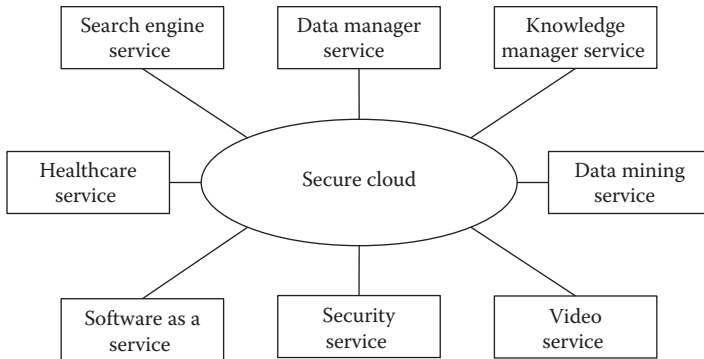 Search engine
service
Data manager
service
Knowledge
manager service
Healthcare
service
Secure cloud
Data mining
service
Software as a
service
Security
service
Video
service